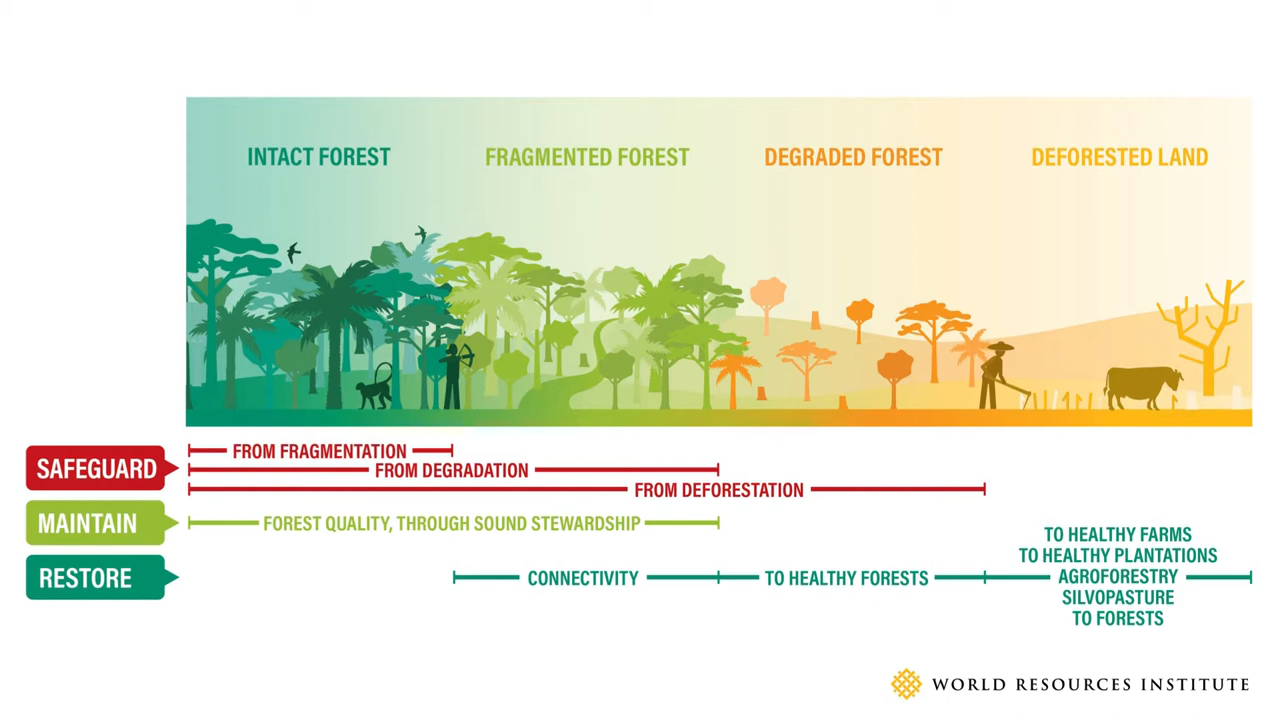 INTACT FOREST
FRAGMENTED FOREST
DEGRADED FOREST
DEFORESTED LAND
SAFEGUARD
FROM FRAGMENTATION
FROM DEGRADATION
FROM DEFORESTATION
MAINTAIN
FOREST QUALITY, THROUGH SOUND STEWARDSHIP
RESTORE
CONNECTIVITY
TO HEALTHY FORESTS
TO HEALTHY FARMS
TO HEALTHY PLANTATIONS
AGROFORESTRY
SILVOPASTURE
TO FORESTS
WORLD RESOURCES INSTITUTE